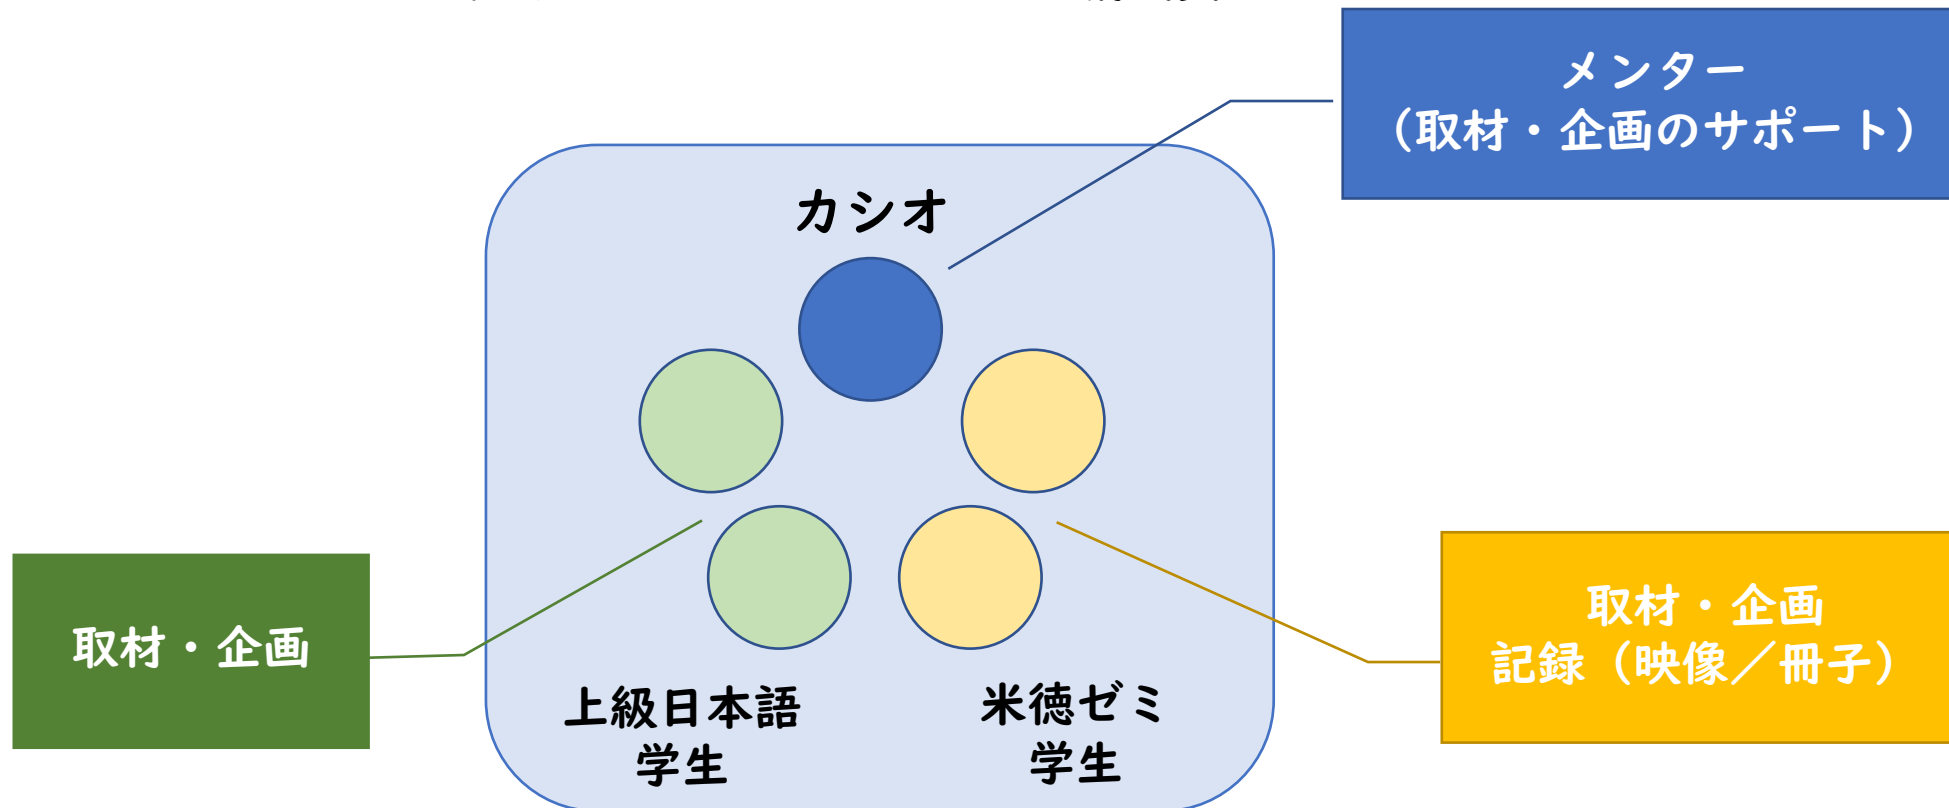 メンター
（取材・企画のサポート）
カシオ
取材・企画
取材・企画
記録（映像／冊子）
上級日本語
学生
米徳ゼミ
学生